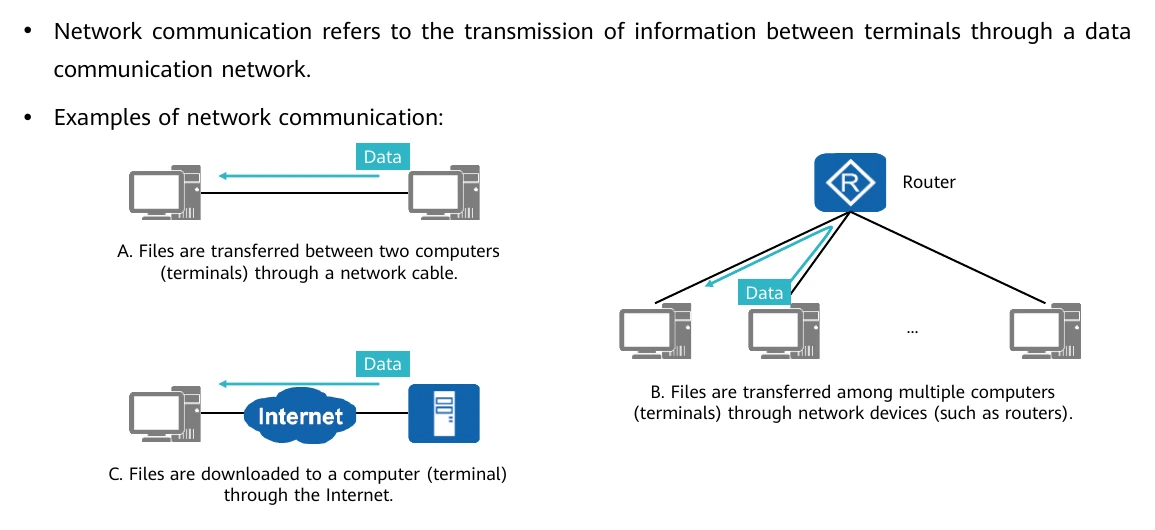 • Network communication refers to the transmission of information between terminals through a data
communication network.
• Examples of network communication:
Data
A. Files are transferred between two computers
(terminals) through a network cable.
R
Router
Data
...
B. Files are transferred among multiple computers
(terminals) through network devices (such as routers).
Data
Internet
C. Files are downloaded to a computer (terminal)
through the Internet.